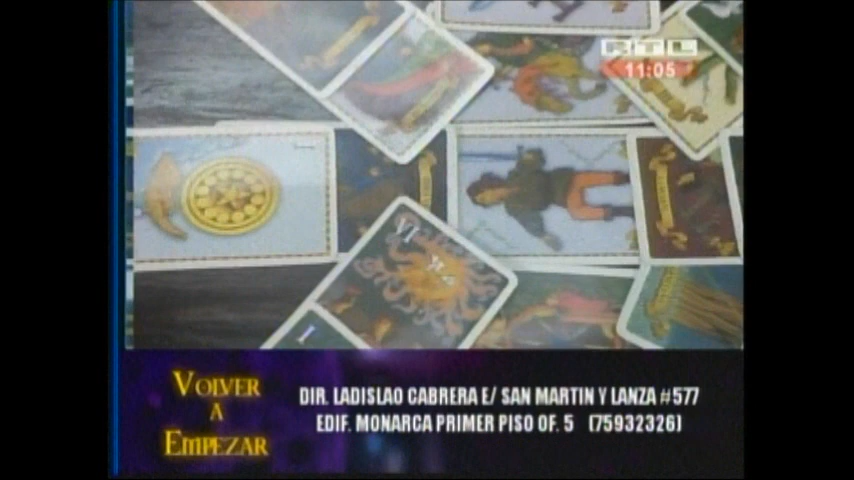 RTL
11:05
I
VI
I
VOLVER
A
EMPEZAR
DIR. LADISLAO CABRERA E/ SAN MARTIN Y LANZA #577
EDIF. MONARCA PRIMER PISO OF. 5 (75932326)